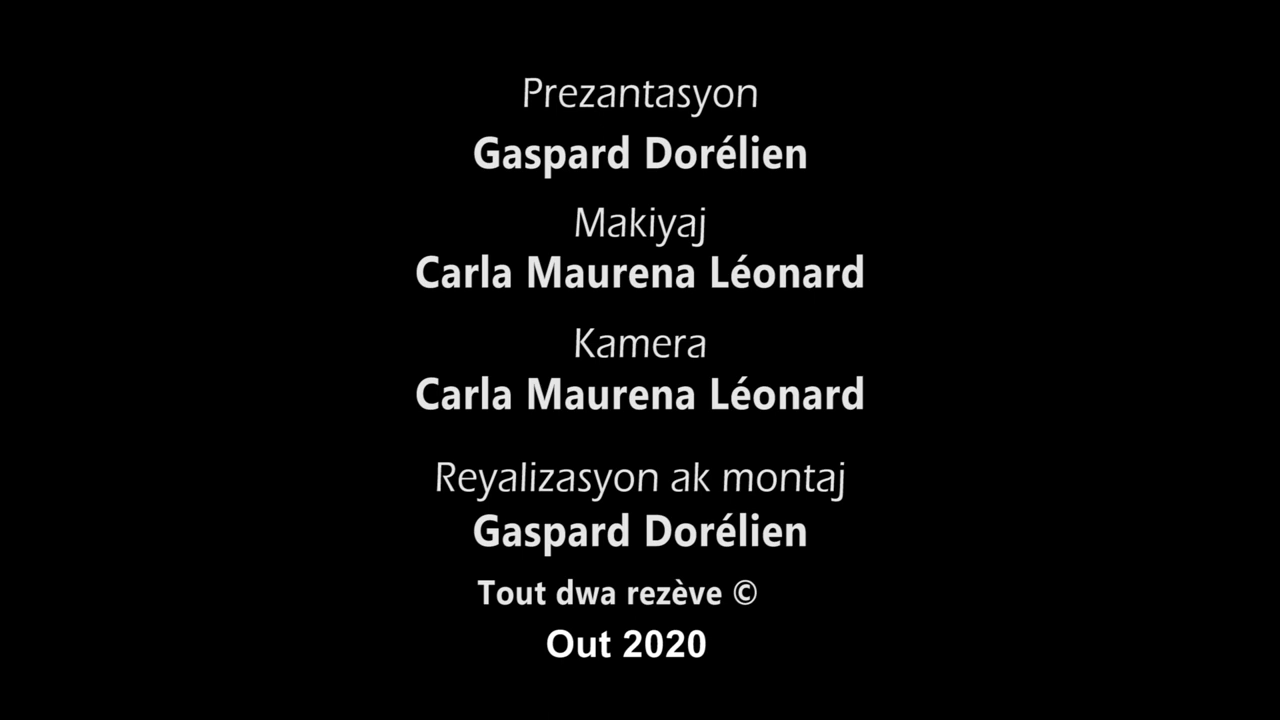 Prezantasyon
Gaspard Dorélien
Makiyaj
Carla Maurena Léonard
Kamera
Carla Maurena Léonard
Reyalizasyon ak montaj
Gaspard Dorélien
Tout dwa rezève ©
Out 2020